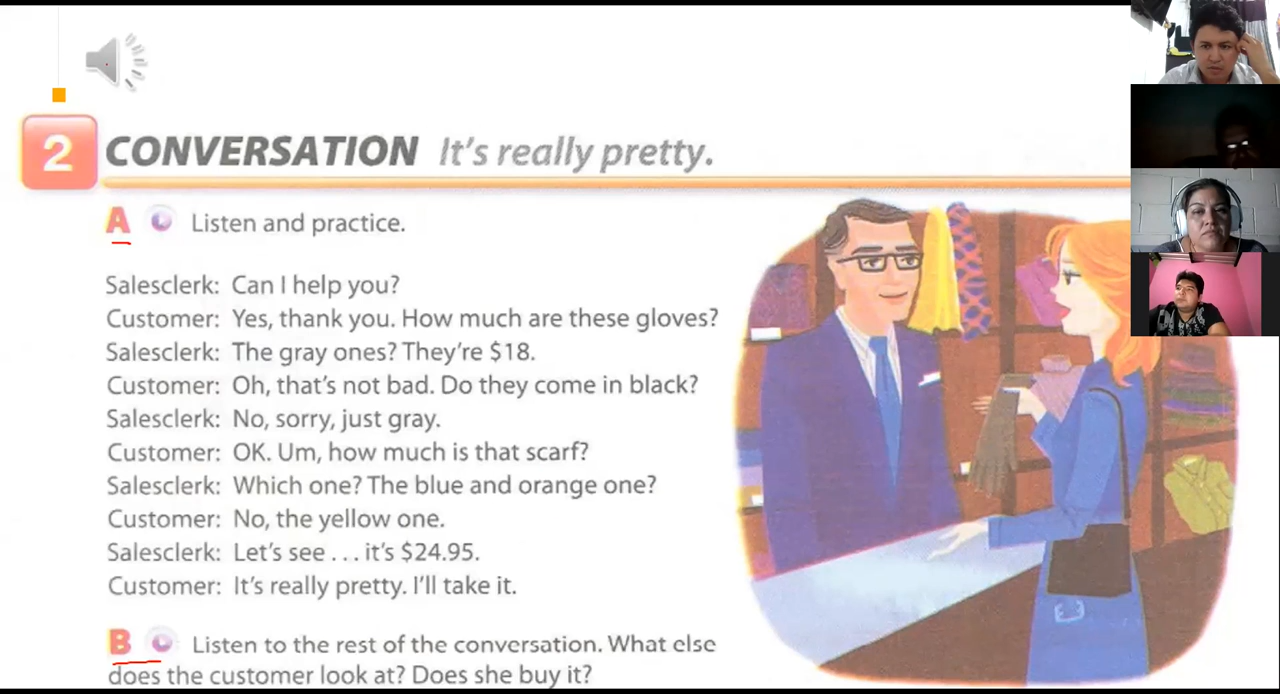 2 CONVERSATION It's really pretty.
A Listen and practice.
Salesclerk: Can I help you?
Customer: Yes, thank you. How much are these gloves?
Salesclerk: The gray ones? They're $18.
Customer: Oh, that's not bad. Do they come in black?
Salesclerk: No, sorry, just gray.
Customer: OK. Um, how much is that scarf?
Salesclerk: Which one? The blue and orange one?
Customer: No, the yellow one.
Salesclerk: Let's see . . . it's $24.95.
Customer: It's really pretty. I'll take it.
B Listen to the rest of the conversation. What else
does the customer look at? Does she buy it?